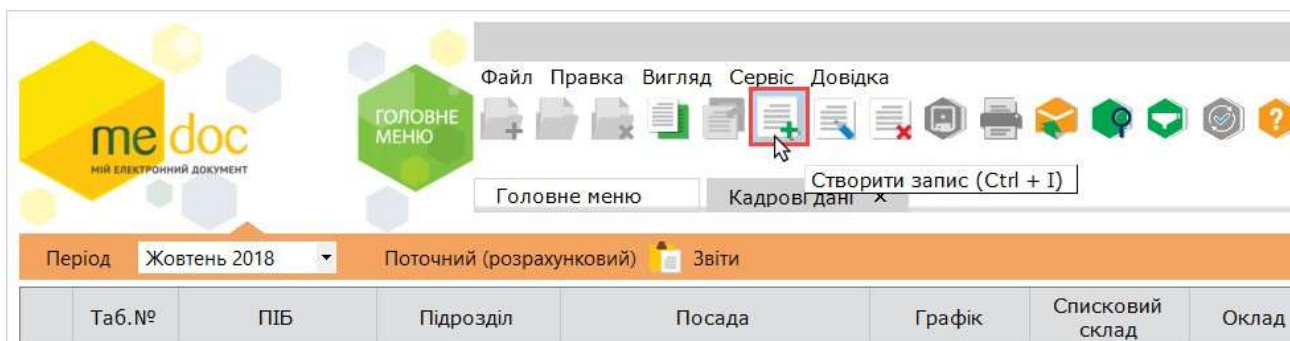 Файл Правка Вигляд Сервіс Довідка
me doc
МІЙ ЕЛЕКТРОННИЙ ДОКУМЕНТ
ГОЛОВНЕ
МЕНЮ
Створити запис (Ctrl + I)
Головне меню Кадрові дані ×
Період Жовтень 2018 Поточний (розрахунковий) Звіти
Таб.№ ПІБ Підрозділ Посада Графік Списковий склад Оклад